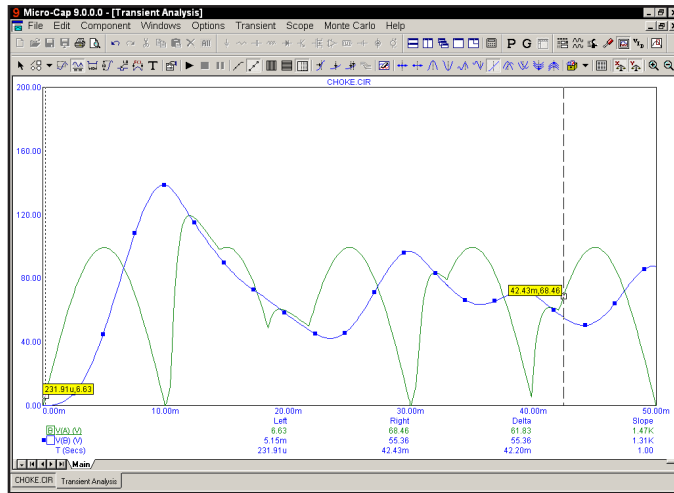 9 Micro-Cap 9.0.0.0 - [Transient Analysis]
File Edit Component Windows Options Transient Scope Monte Carlo Help
CHOKE.CIR
200.00
160.00
120.00
80.00
40.00
0.00
42.43m,68.46
231.91u,6.63
0.00m 10.00m 20.00m 30.00m 40.00m 50.00m
Left Right Delta Slope
B V(A) (V) 6.63 68.46 61.83 1.47K
V(B) (V) 5.15m 55.36 55.36 1.31K
T (Secs) 231.91u 42.43m 42.20m 1.00
Main
CHOKE.CIR Transient Analysis